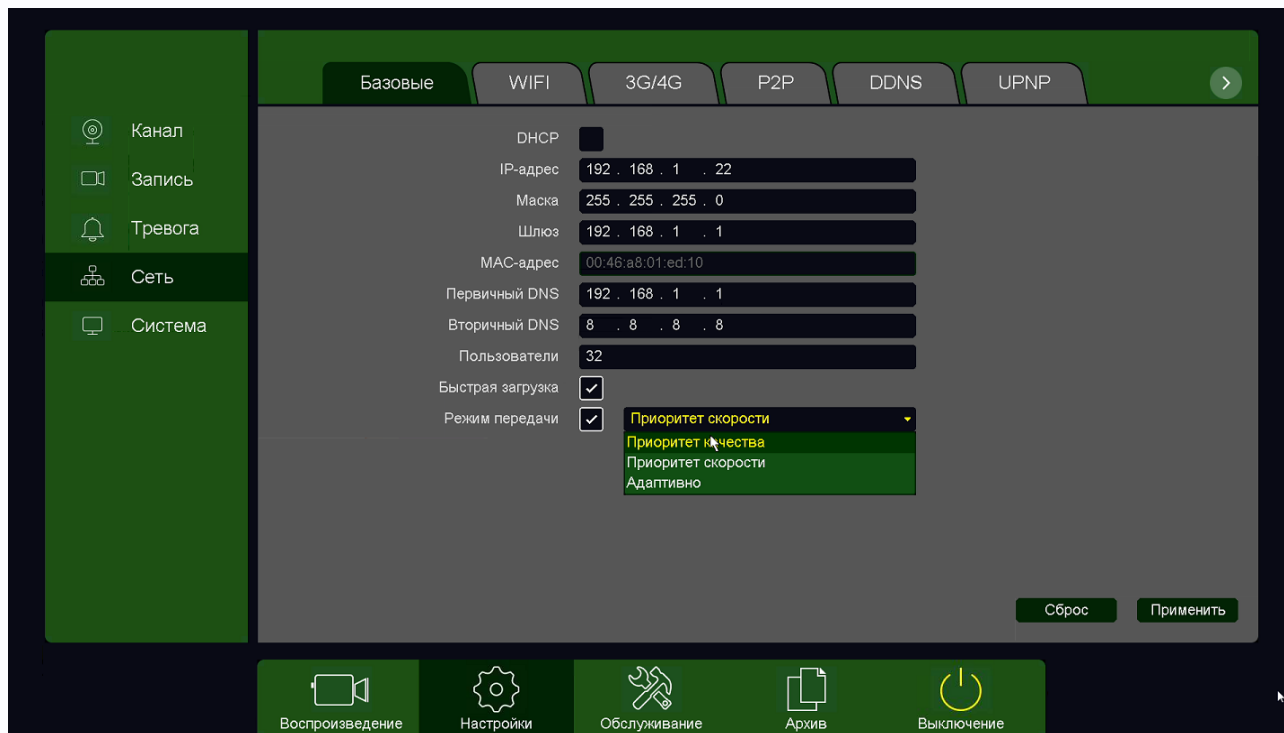 Базовые WIFI 3G/4G P2P DDNS UPNP
Канал
Запись
Тревога
Сеть
Система
DHCP
IP-адрес 192 . 168 . 1 . 22
Маска 255 . 255 . 255 . 0
Шлюз 192 . 168 . 1 . 1
MAC-адрес 00:46:a8:01:ed:10
Первичный DNS 192 . 168 . 1 . 1
Вторичный DNS 8 . 8 . 8 . 8
Пользователи 32
Быстрая загрузка
Режим передачи Приоритет скорости
Приоритет качества
Приоритет скорости
Адаптивно
Сброс Применить
Воспроизведение Настройки Обслуживание Архив Выключение